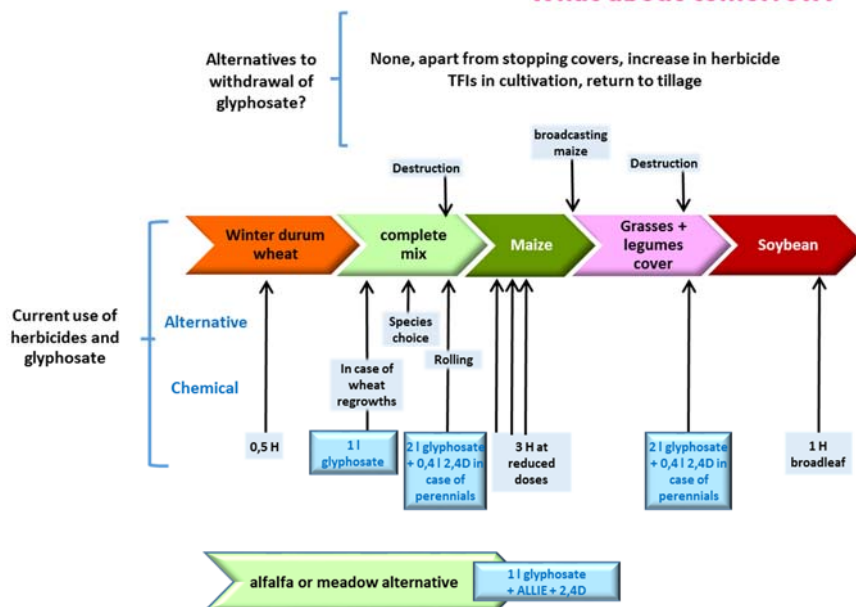 Alternatives to
withdrawal of
glyphosate?
None, apart from stopping covers, increase in herbicide
TFIs in cultivation, return to tillage
Destruction
broadcasting
maize
Destruction
Winter durum
wheat
complete
mix
Maize
Grasses +
legumes
cover
Soybean
Current use of
herbicides and
glyphosate
Alternative
Chemical
Species
choice
Rolling
In case of
wheat
regrowths
0,5 H
1 l
glyphosate
2 l glyphosate
+ 0,4 l 2,4D in
case of
perennials
3 H at
reduced
doses
2 l glyphosate
+ 0,4 l 2,4D in
case of
perennials
1 H
broadleaf
alfalfa or meadow alternative
1 l glyphosate
+ ALLIE + 2,4D